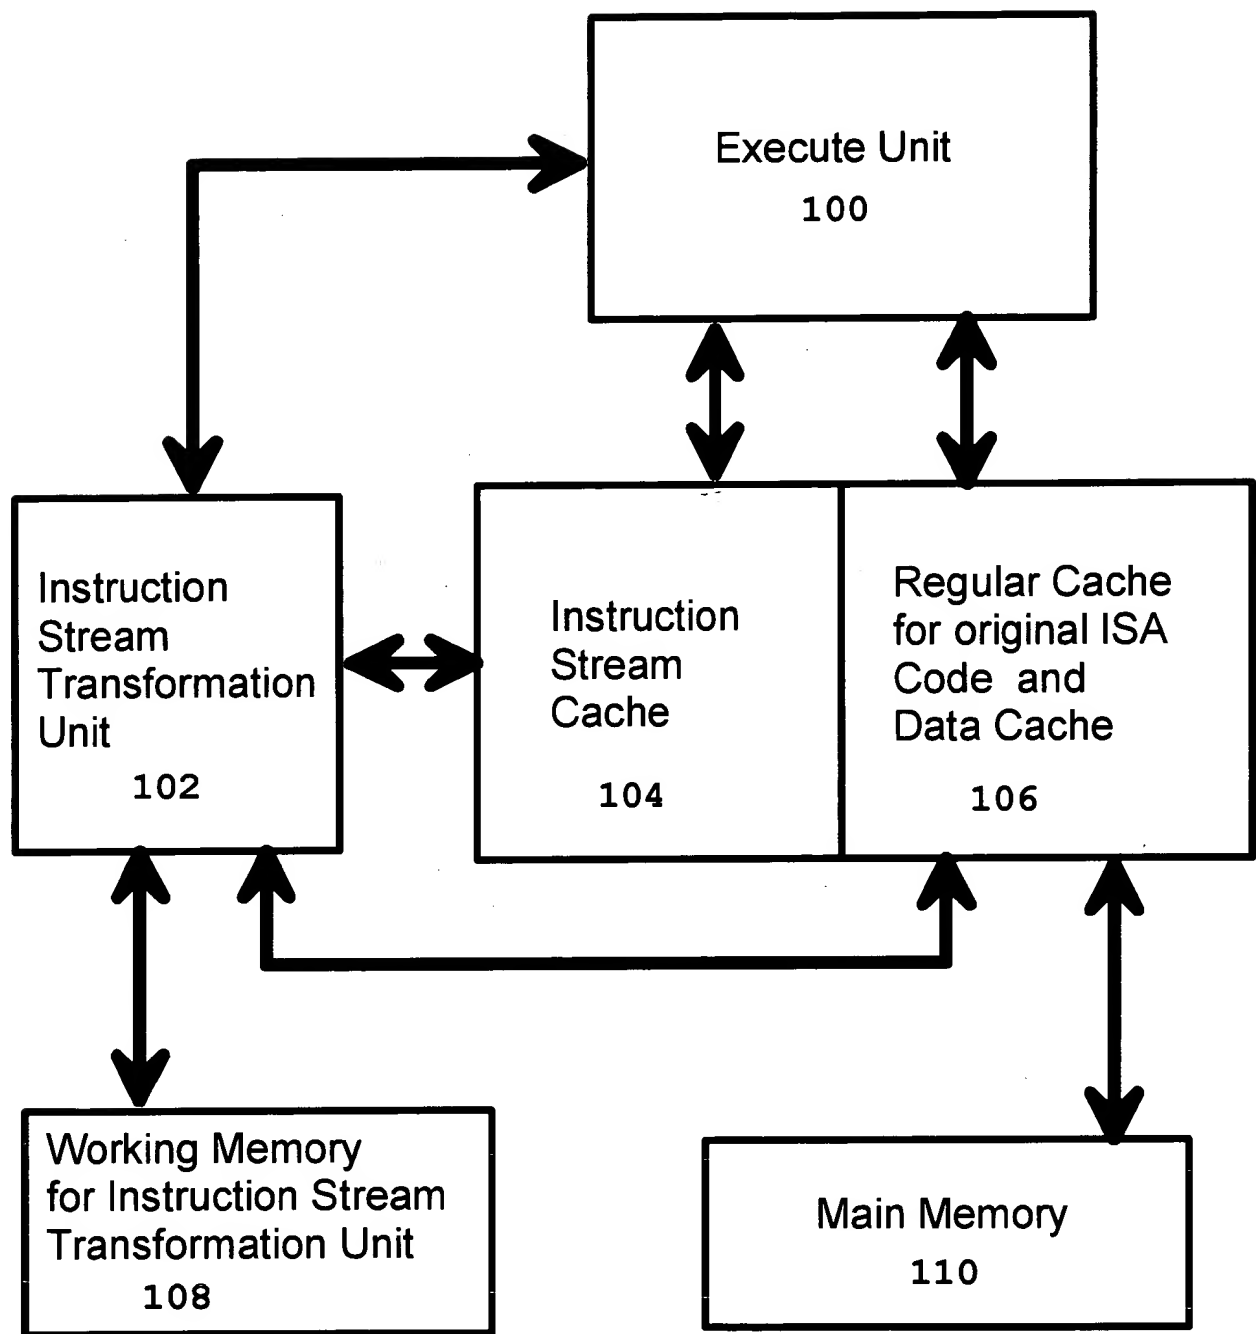 Execute Unit
100
Instruction
Stream
Transformation
Unit
102
Instruction
Stream
Cache
104
Regular Cache
for original ISA
Code and
Data Cache
106
Working Memory
for Instruction Stream
Transformation Unit
108
Main Memory
110